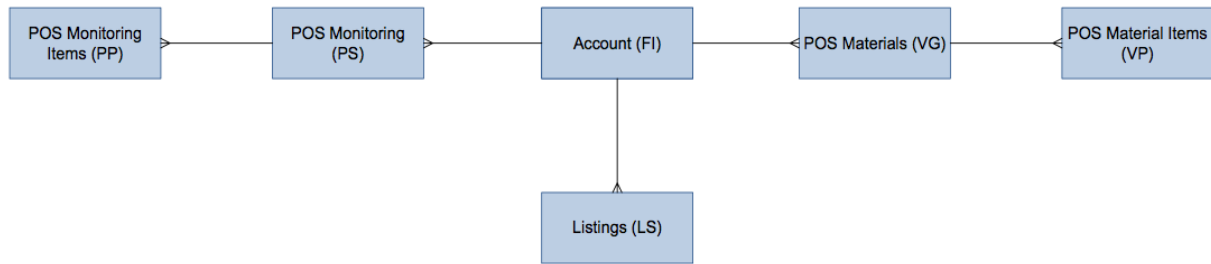 POS Monitoring
Items (PP)
POS Monitoring
(PS)
Account (FI)
POS Materials (VG)
POS Material Items
(VP)
Listings (LS)